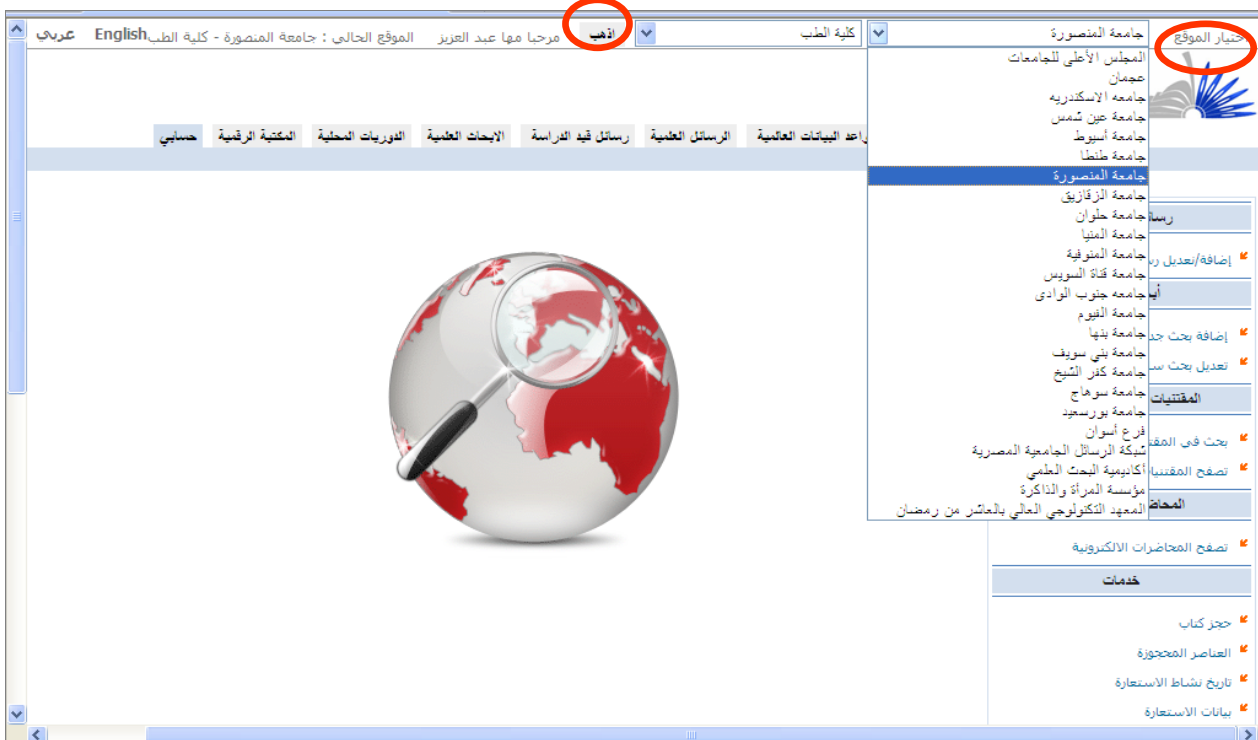 ختيار الموقع
جامعة المنصورة
كلية الطب
اذهب
مرحبا مها عبد العزيز
الموقع الحالي : جامعة المنصورة - كلية الطب
English
عربي
المجلس الأعلى للجامعات
عجمان
جامعه الاسكندريه
جامعة عين شمس
جامعة أسيوط
جامعة طنطا
جامعة المنصورة
جامعة الزقازيق
جامعة حلوان
جامعة المنيا
جامعة المنوفية
جامعة قناة السويس
جامعه جنوب الوادى
جامعة الفيوم
جامعة بنها
جامعة بني سويف
جامعة كفر الشيخ
جامعة سوهاج
جامعة بورسعيد
فرع أسوان
شبكة الرسائل الجامعية المصرية
أكاديمية البحث العلمي
مؤسسة المرأة والذاكرة
المعهد التكنولوجي العالي بالعاشر من رمضان
البيانات العالمية
الرسائل العلمية
رسائل قيد الدراسة
الابحاث العلمية
الدوريات المحلية
المكتبة الرقمية
حسابي
إضافة/تعديل
إضافة بحث
تعديل بحث
المقتنيات
بحث في
تصفح
تصفح المحاضرات الالكترونية
خدمات
حجز كتاب
العناصر المحجوزة
تاريخ نشاط الاستعارة
بيانات الاستعارة